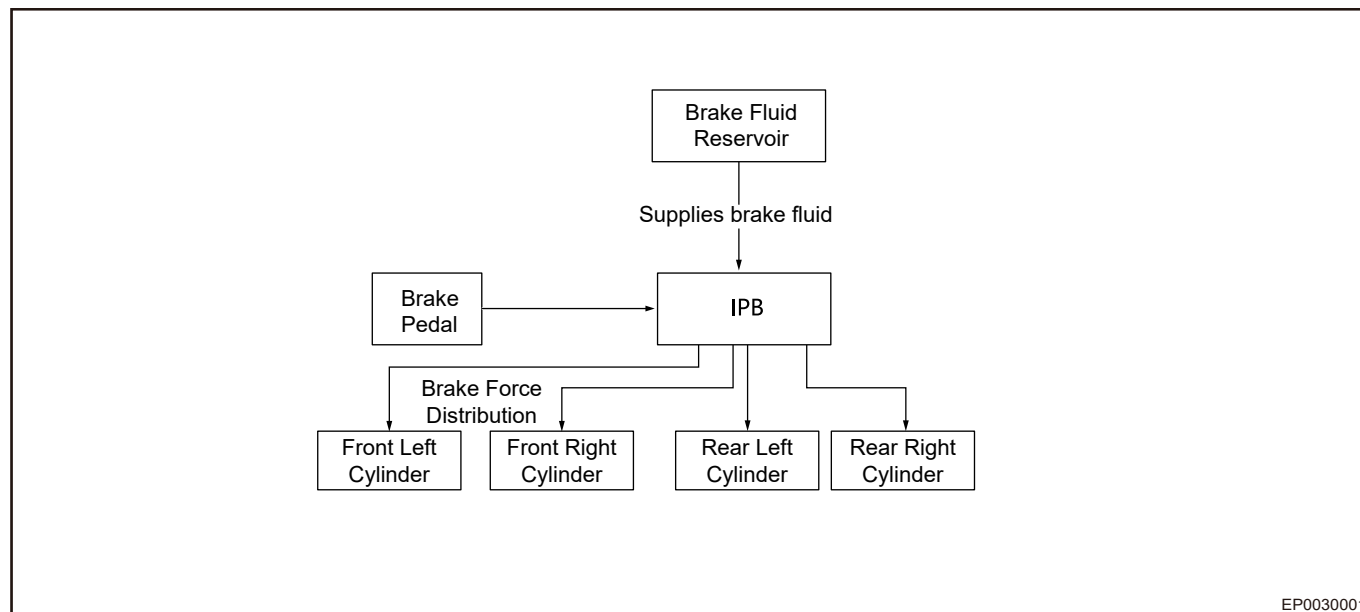 Brake Fluid
Reservoir
Supplies brake fluid
Brake
Pedal
IPB
Brake Force
Distribution
Front Left
Cylinder
Front Right
Cylinder
Rear Left
Cylinder
Rear Right
Cylinder
EP0030001